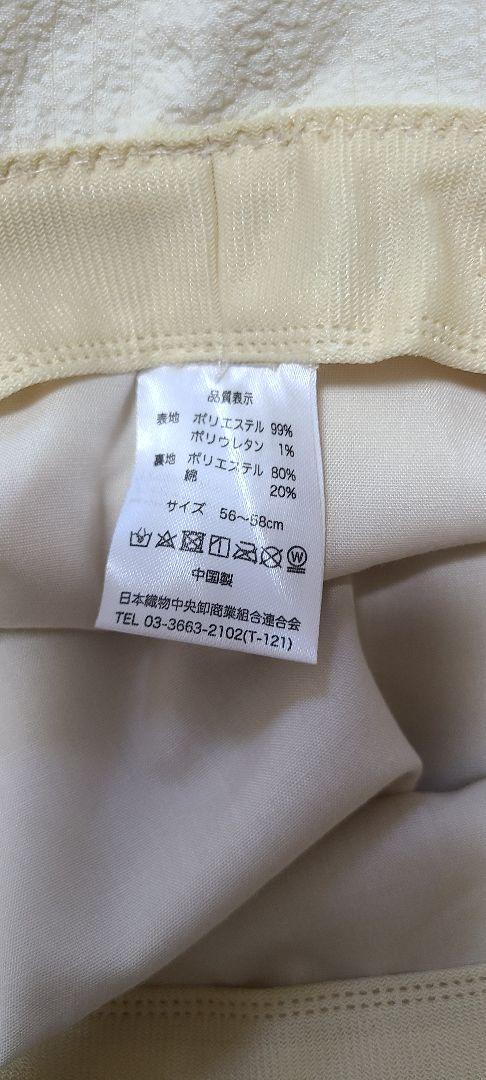 品質表示
表地 ポリエステル 99%
ポリウレタン 1%
裏地 ポリエステル 80%
綿 20%
サイズ 56～58cm
W
中国製
日本織物中央卸商業組合連合会
TEL 03-3663-2102(T-121)